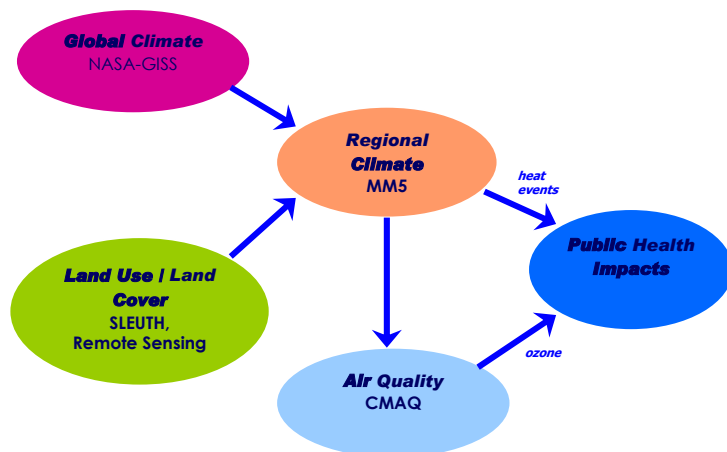 Global Climate
NASA-GISS
Regional
Climate
MM5
heat
events
Public Health
Impacts
Land Use / Land
Cover
SLEUTH,
Remote Sensing
ozone
Air Quality
CMAQ